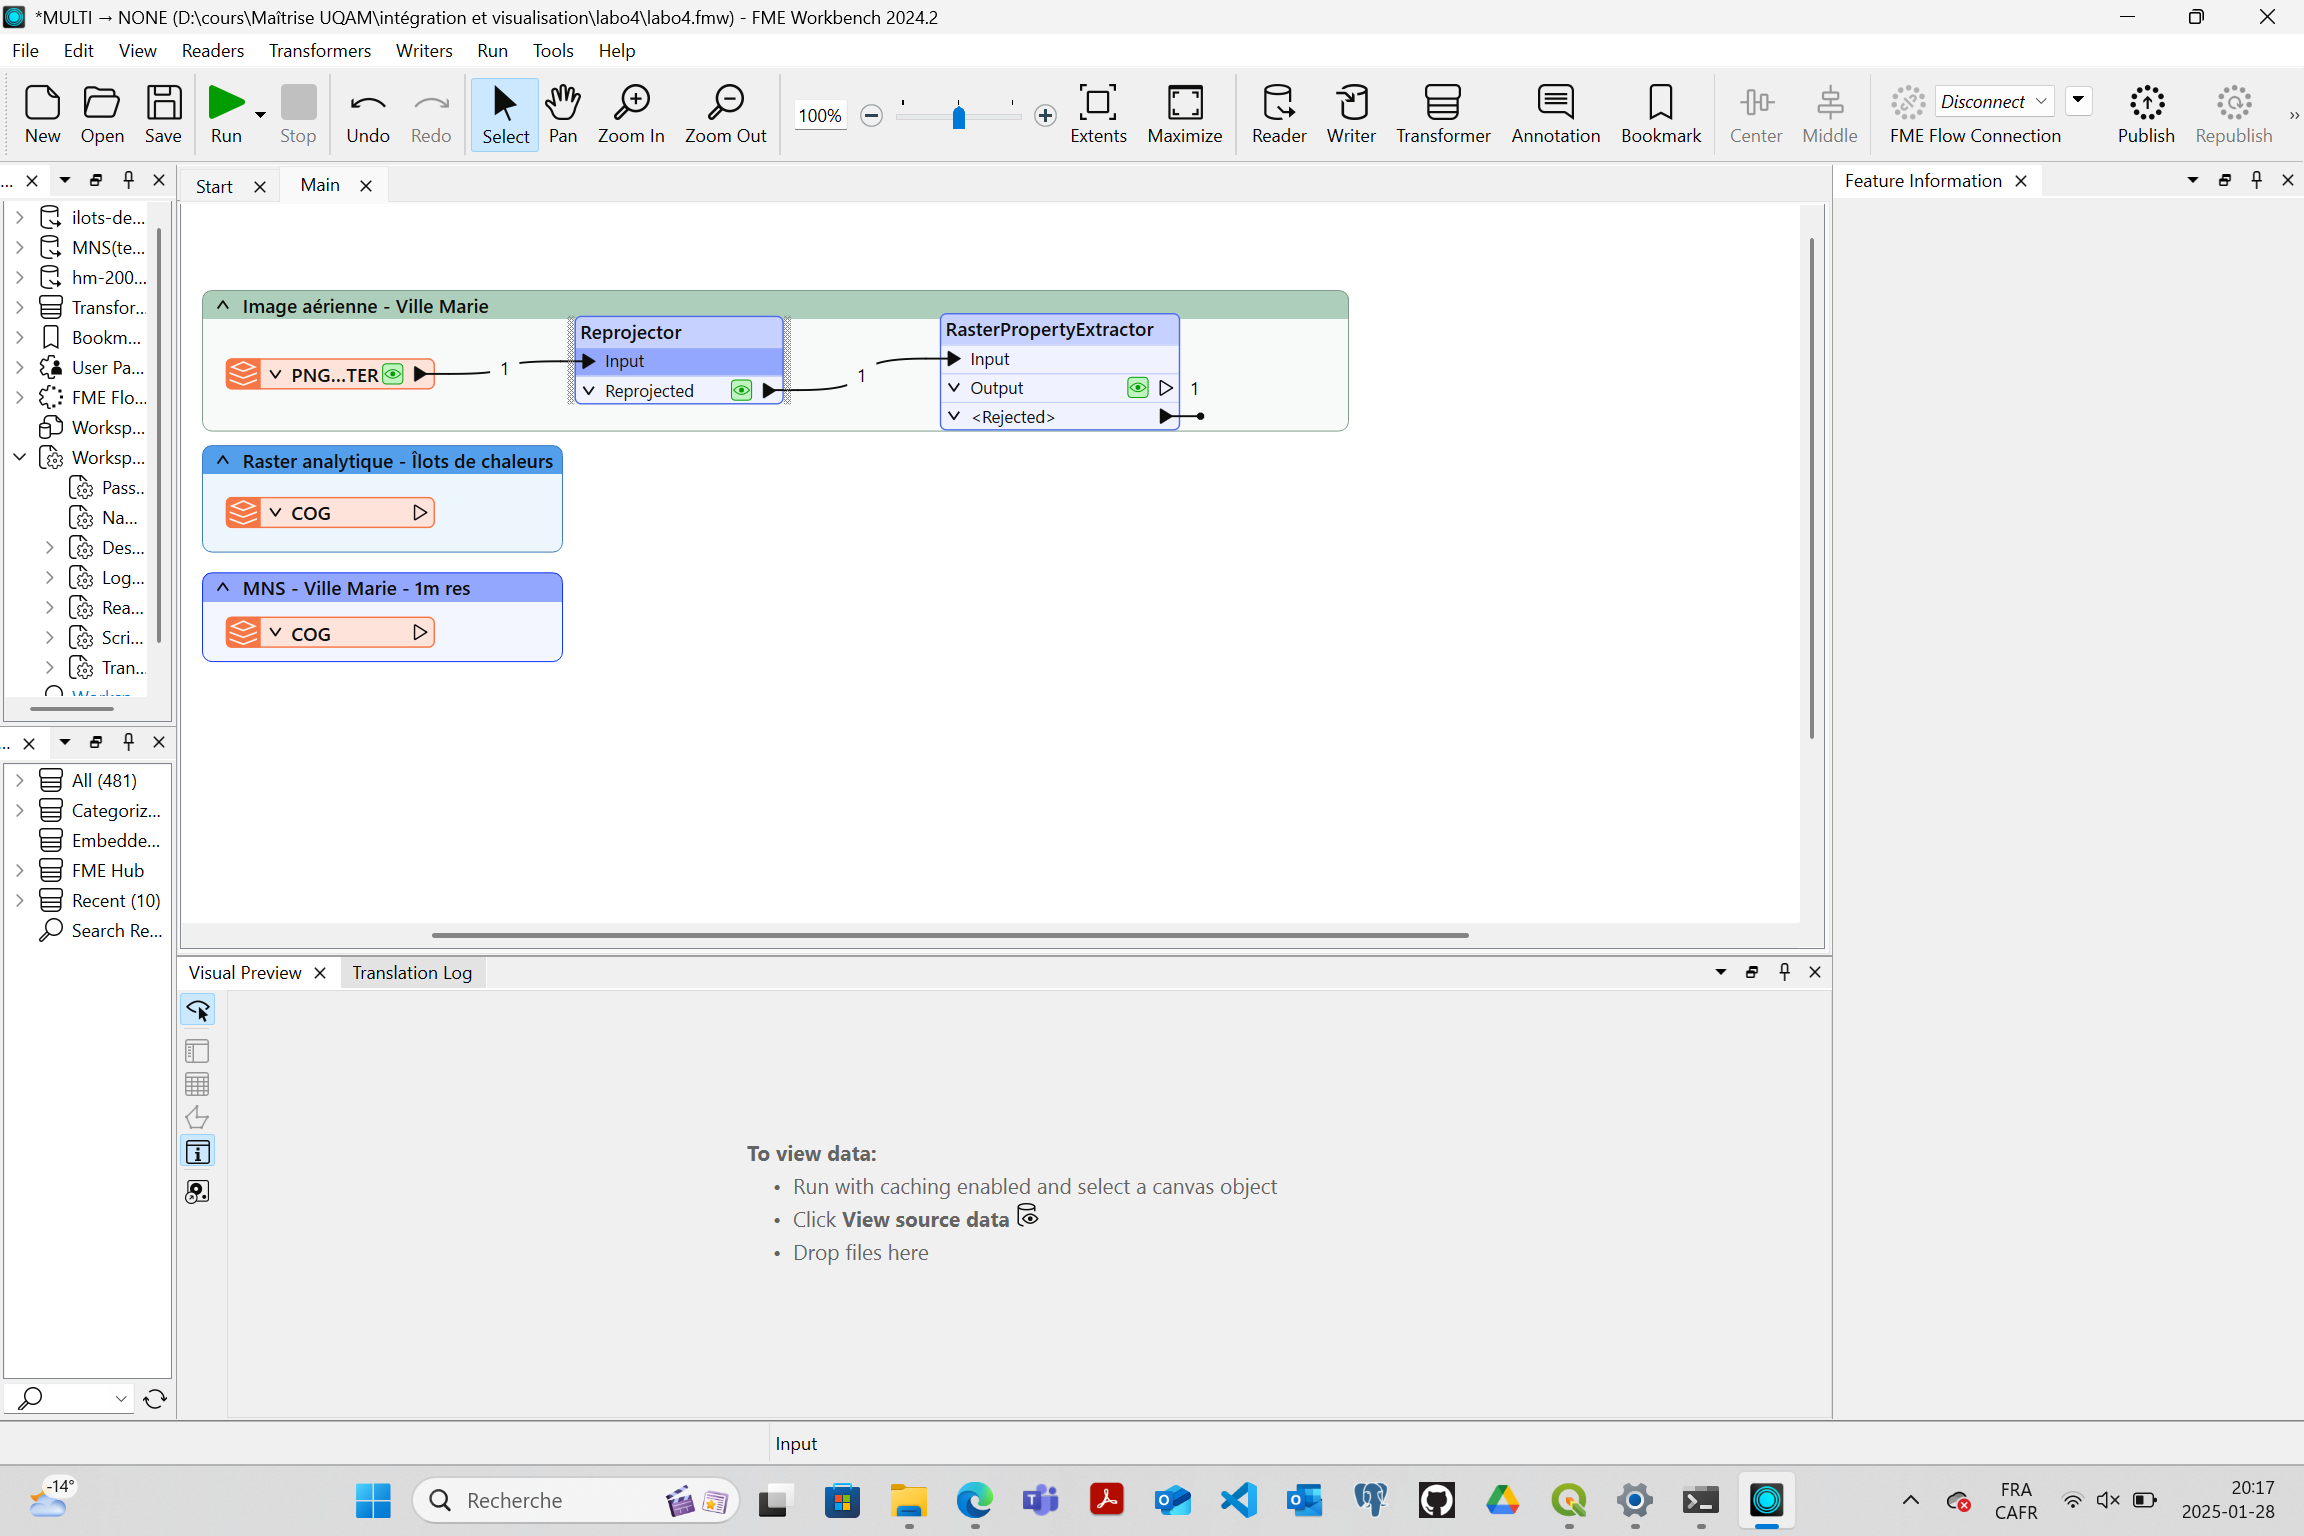 *MULTI → NONE (D:\cours\Maîtrise UQAM\intégration et visualisation\labo4\labo4.fmw) - FME Workbench 2024.2
File Edit View Readers Transformers Writers Run Tools Help
New Open Save Run Stop Undo Redo Select Pan Zoom In Zoom Out 100% Extents Maximize Reader Writer Transformer Annotation Bookmark Center Middle Disconnect FME Flow Connection Publish Republish »
...
ilots-de...
MNS(te...
hm-200...
Transfor...
Bookm...
User Pa...
FME Flo...
Worksp...
Worksp...
Pass...
Na...
Des...
Log...
Rea...
Scri...
Tran...
...
All (481)
Categoriz...
Embedde...
FME Hub
Recent (10)
Search Re...
Start Main
Image aérienne - Ville Marie
PNG...TER
1
Reprojector
Input
Reprojected
1
RasterPropertyExtractor
Input
Output
1
<Rejected>
Raster analytique - Îlots de chaleurs
COG
MNS - Ville Marie - 1m res
COG
Feature Information
Visual Preview Translation Log
To view data:
• Run with caching enabled and select a canvas object
• Click View source data
• Drop files here
Input
-14°
Recherche
FRA
CAFR
20:17
2025-01-28